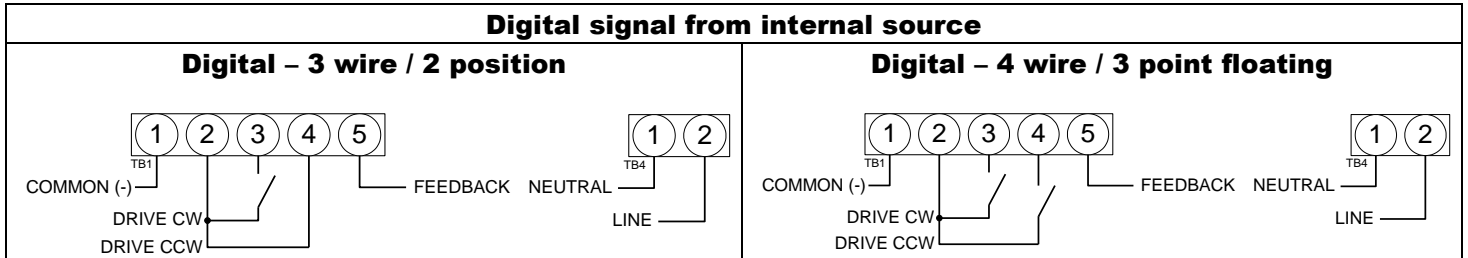 Digital signal from internal source
Digital – 3 wire / 2 position
1 2 3 4 5
1 2
TB1
TB4
COMMON (-)
FEEDBACK
NEUTRAL
DRIVE CW
LINE
DRIVE CCW
Digital – 4 wire / 3 point floating
1 2 3 4 5
1 2
TB1
TB4
COMMON (-)
FEEDBACK
NEUTRAL
DRIVE CW
LINE
DRIVE CCW